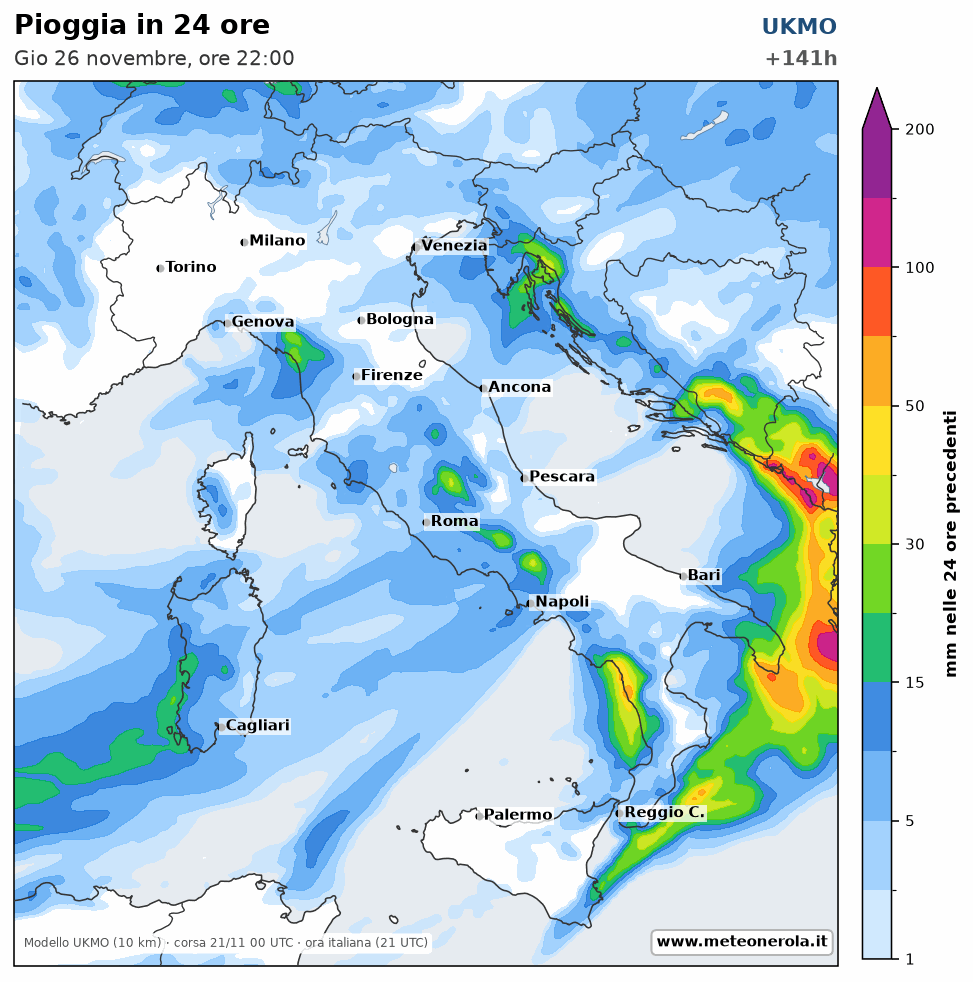 Pioggia in 24 ore
UKMO
Gio 26 novembre, ore 22:00
+141h
200
100
50
30
15
5
1
mm nelle 24 ore precedenti
Milano
Torino
Venezia
Genova
Bologna
Firenze
Ancona
Pescara
Roma
Bari
Napoli
Cagliari
Palermo
Reggio C.
Modello UKMO (10 km) · corsa 21/11 00 UTC · ora italiana (21 UTC)
www.meteonerola.it